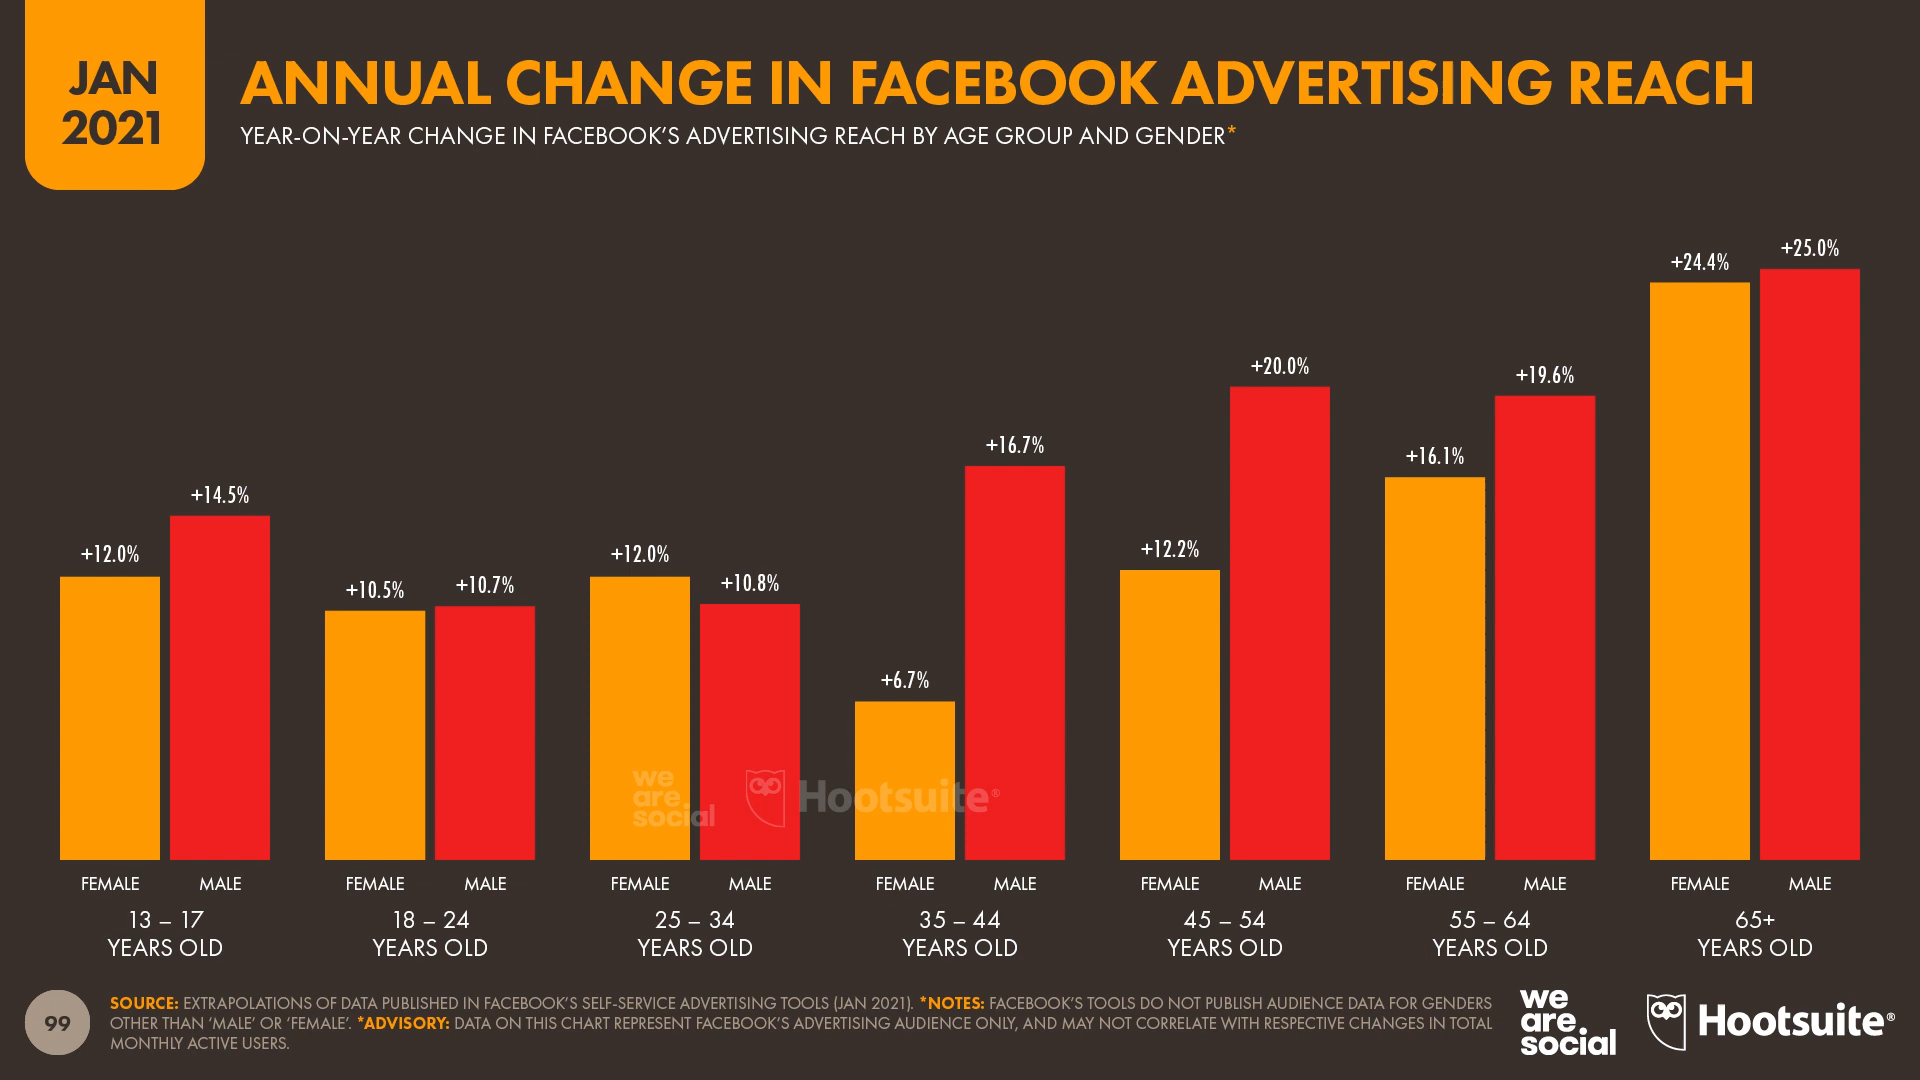 JAN
2021
ANNUAL CHANGE IN FACEBOOK ADVERTISING REACH
YEAR-ON-YEAR CHANGE IN FACEBOOK'S ADVERTISING REACH BY AGE GROUP AND GENDER*
+12.0%
+14.5%
+10.5%
+10.7%
+12.0%
+10.8%
+6.7%
+16.7%
+12.2%
+20.0%
+16.1%
+19.6%
+24.4%
+25.0%
we
are
social
Hootsuite®
FEMALE MALE FEMALE MALE FEMALE MALE FEMALE MALE FEMALE MALE FEMALE MALE FEMALE MALE
13 – 17 18 – 24 25 – 34 35 – 44 45 – 54 55 – 64 65+
YEARS OLD YEARS OLD YEARS OLD YEARS OLD YEARS OLD YEARS OLD YEARS OLD
99
SOURCE: EXTRAPOLATIONS OF DATA PUBLISHED IN FACEBOOK'S SELF-SERVICE ADVERTISING TOOLS (JAN 2021). *NOTES: FACEBOOK'S TOOLS DO NOT PUBLISH AUDIENCE DATA FOR GENDERS
OTHER THAN 'MALE' OR 'FEMALE'. *ADVISORY: DATA ON THIS CHART REPRESENT FACEBOOK'S ADVERTISING AUDIENCE ONLY, AND MAY NOT CORRELATE WITH RESPECTIVE CHANGES IN TOTAL
MONTHLY ACTIVE USERS.
we
are
social
Hootsuite®